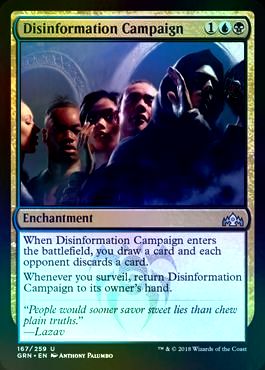 Disinformation Campaign 1
Enchantment
When Disinformation Campaign enters
the battlefield, you draw a card and each
opponent discards a card.
Whenever you surveil, return Disinformation
Campaign to its owner's hand.
"People would sooner savor sweet lies than chew
plain truths."
—Lazav
167/259 U
GRN • EN Anthony Palumbo ™ & © 2018 Wizards of the Coast